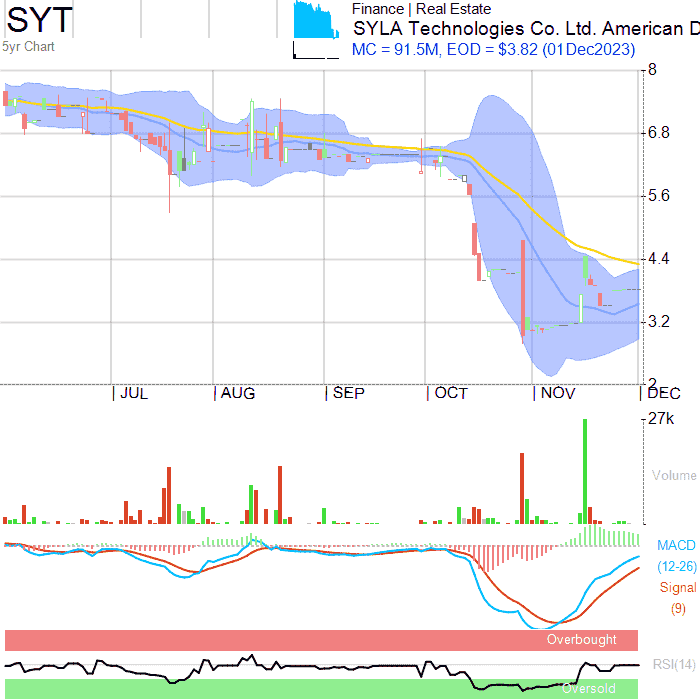 SYT
5yr Chart
Finance | Real Estate
SYLA Technologies Co. Ltd. American D
MC = 91.5M, EOD = $3.82 (01Dec2023)
8
6.8
5.6
4.4
3.2
2
JUL
AUG
SEP
OCT
NOV
DEC
27k
Volume
MACD
(12-26)
Signal
(9)
Overbought
RSI(14)
Oversold